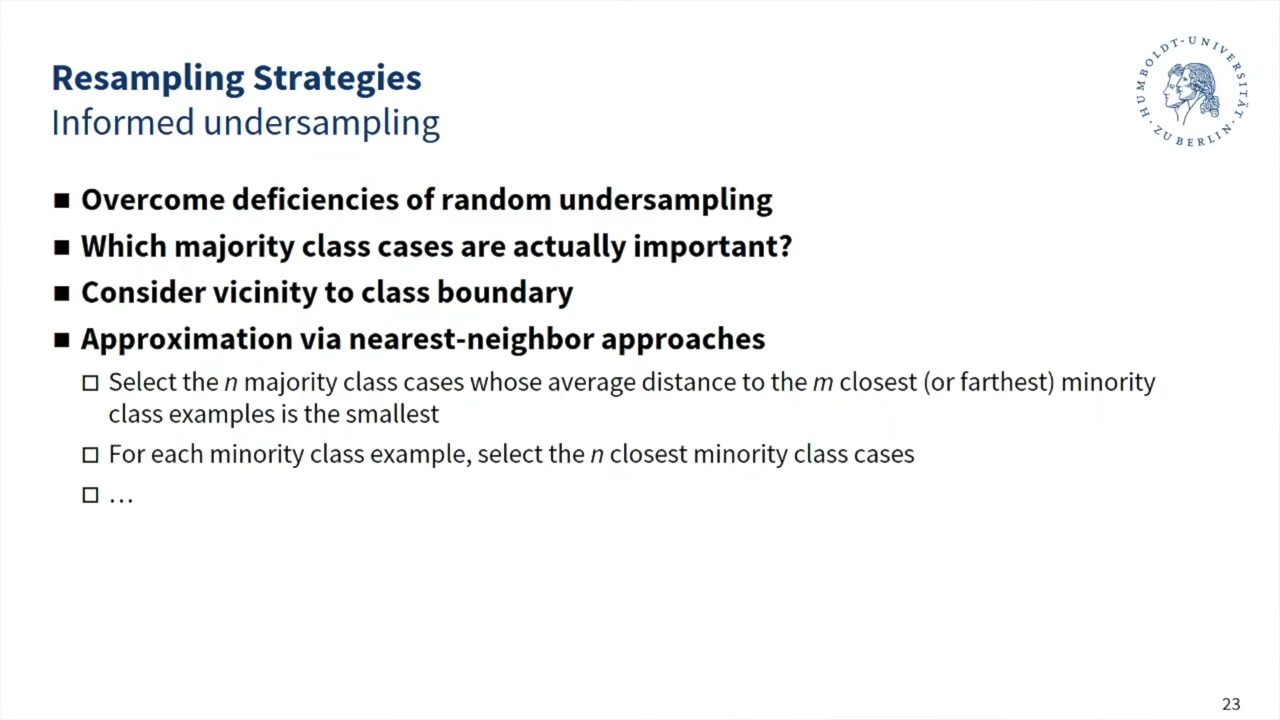 Resampling Strategies
Informed undersampling
HUMBOLDT-UNIVERSITÄT
ZU BERLIN
■ Overcome deficiencies of random undersampling
■ Which majority class cases are actually important?
■ Consider vicinity to class boundary
■ Approximation via nearest-neighbor approaches
□ Select the n majority class cases whose average distance to the m closest (or farthest) minority
class examples is the smallest
□ For each minority class example, select the n closest minority class cases
□ …
23